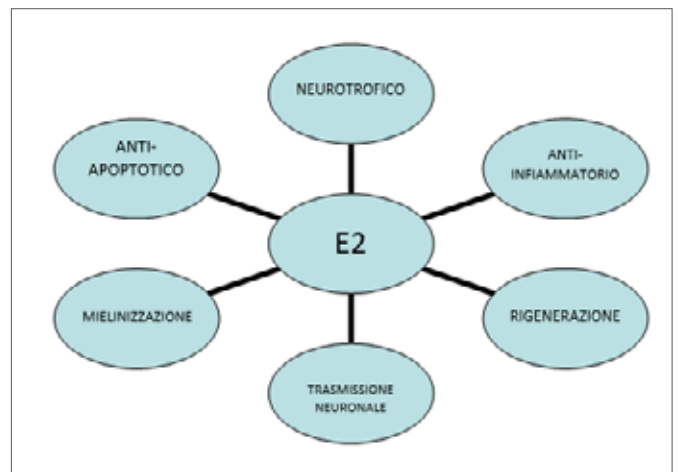 NEUROTROFICO
ANTI-
APOPTOTICO
ANTI-
INFIAMMATORIO
E2
MIELINIZZAZIONE
RIGENERAZIONE
TRASMISSIONE
NEURONALE